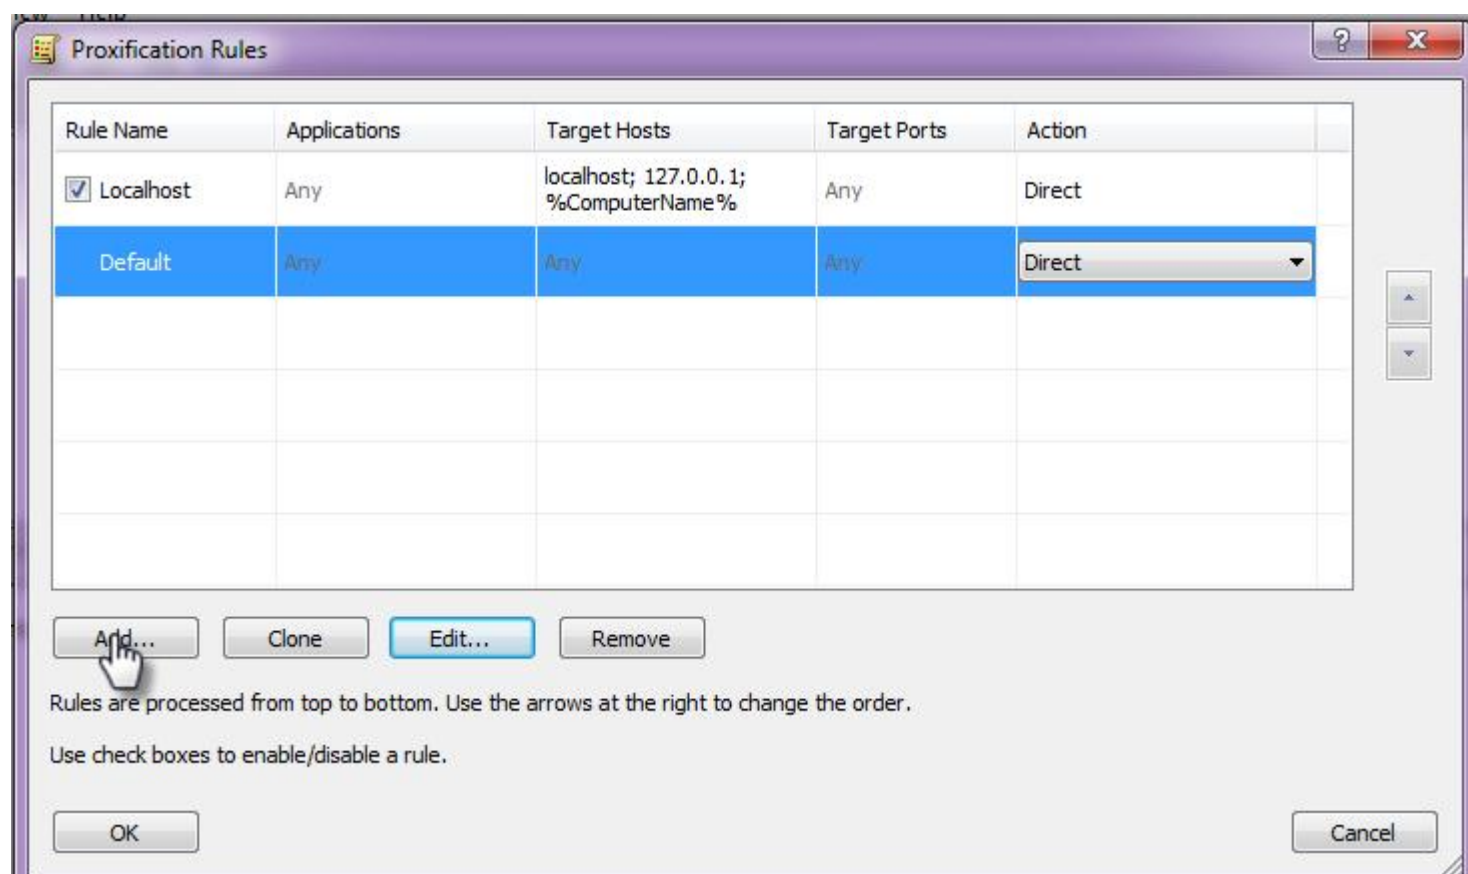 Help
Proxification Rules
?
X
Rule Name Applications Target Hosts Target Ports Action
Localhost Any localhost; 127.0.0.1; Any Direct
%ComputerName%
Default Any Any Any Direct
Add... Clone Edit... Remove
Rules are processed from top to bottom. Use the arrows at the right to change the order.
Use check boxes to enable/disable a rule.
OK Cancel